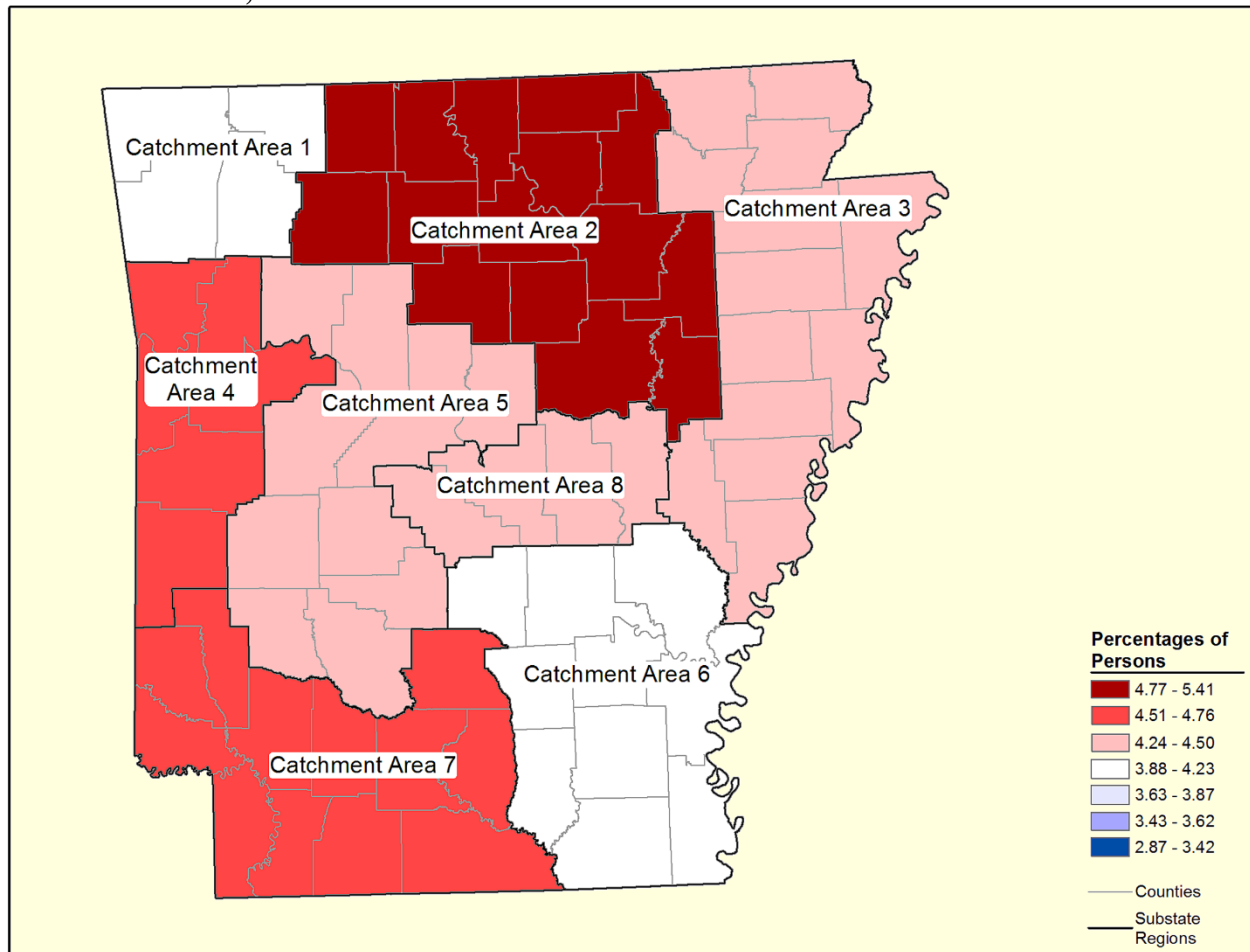 Catchment Area 1
Catchment Area 2
Catchment Area 3
Catchment
Area 4
Catchment Area 5
Catchment Area 8
Catchment Area 6
Catchment Area 7
Percentages of
Persons
4.77 - 5.41
4.51 - 4.76
4.24 - 4.50
3.88 - 4.23
3.63 - 3.87
3.43 - 3.62
2.87 - 3.42
Counties
Substate
Regions